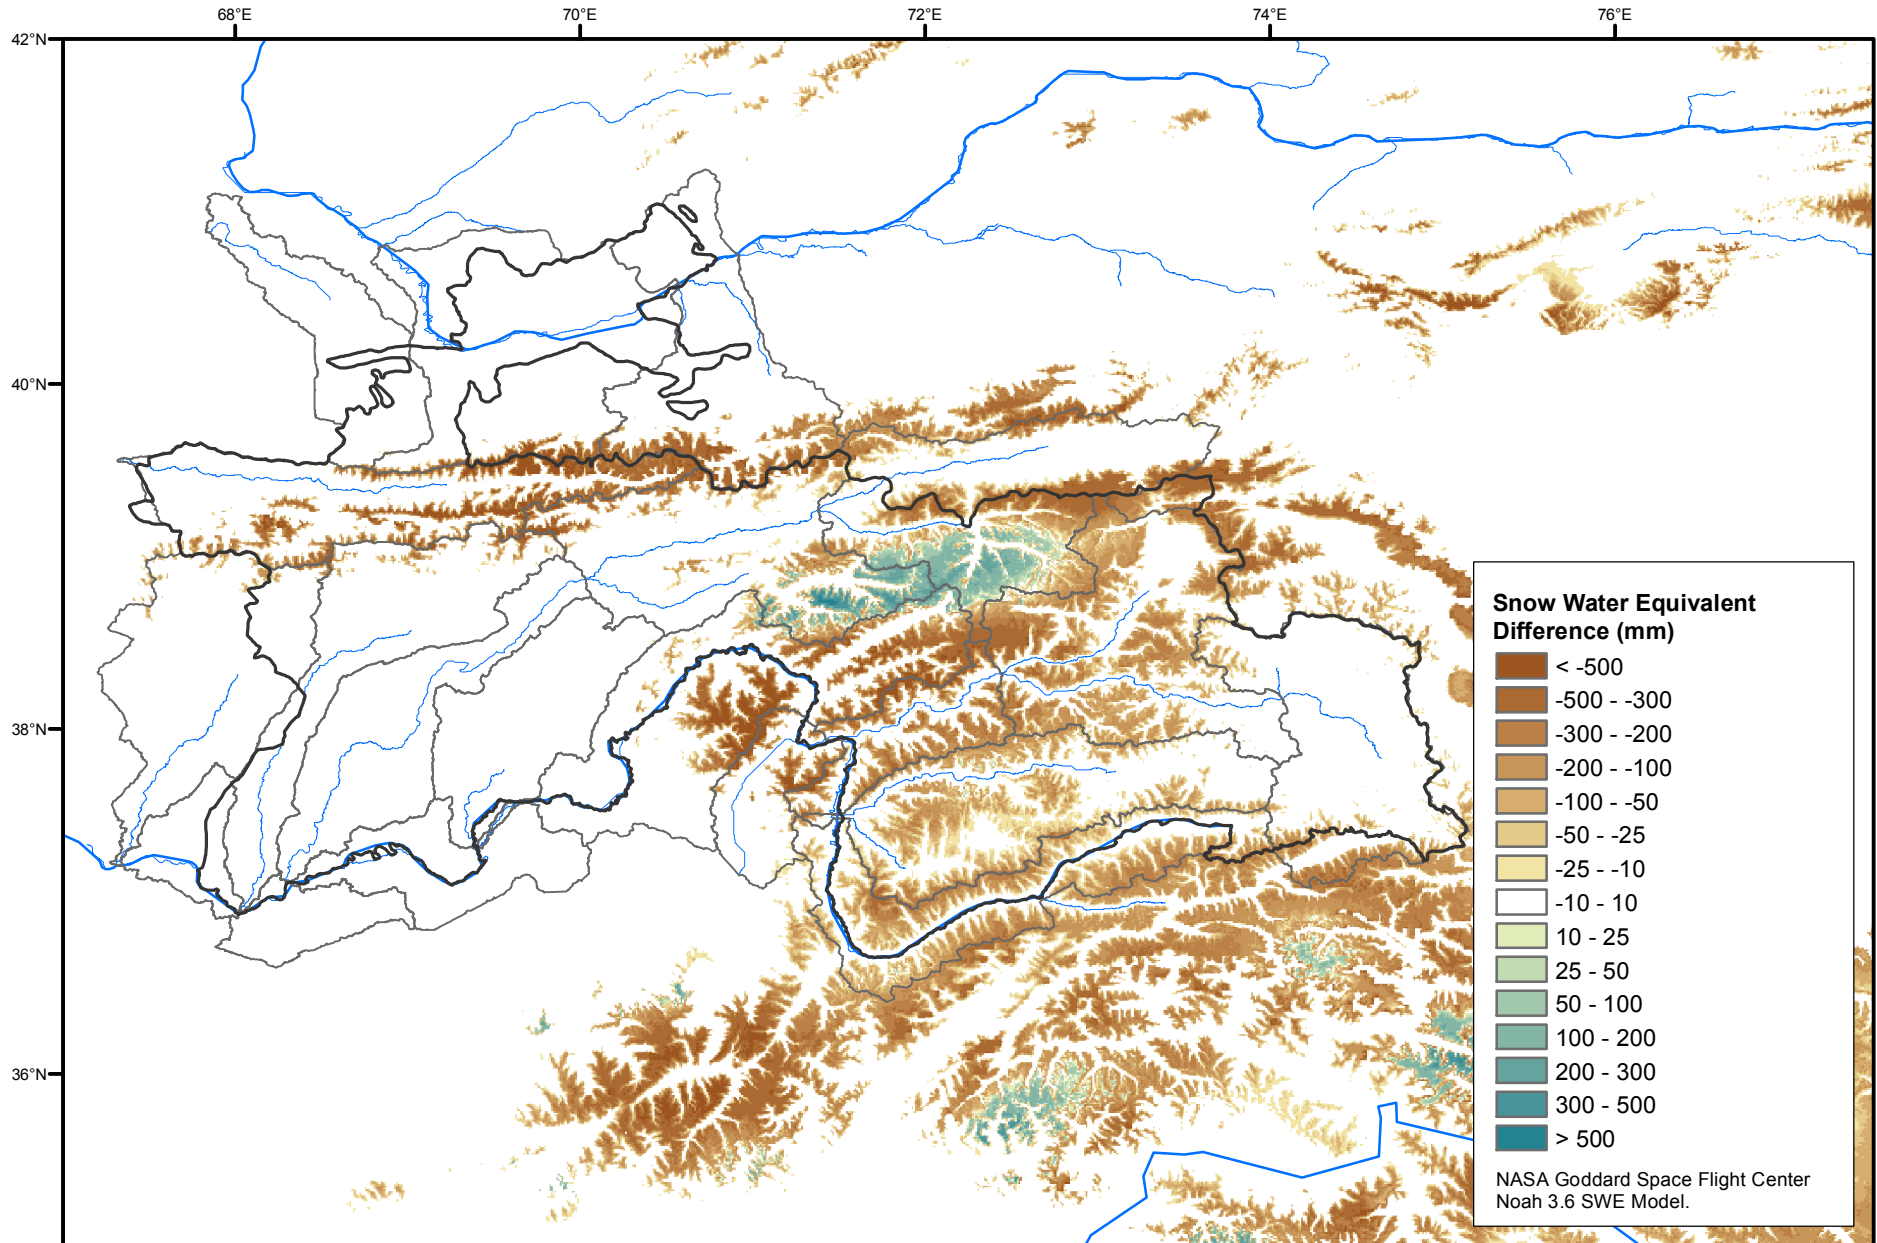 68°E
70°E
72°E
74°E
76°E
42°N
40°N
38°N
36°N
Snow Water Equivalent
Difference (mm)
< -500
-500 - -300
-300 - -200
-200 - -100
-100 - -50
-50 - -25
-25 - -10
-10 - 10
10 - 25
25 - 50
50 - 100
100 - 200
200 - 300
300 - 500
> 500
NASA Goddard Space Flight Center
Noah 3.6 SWE Model.